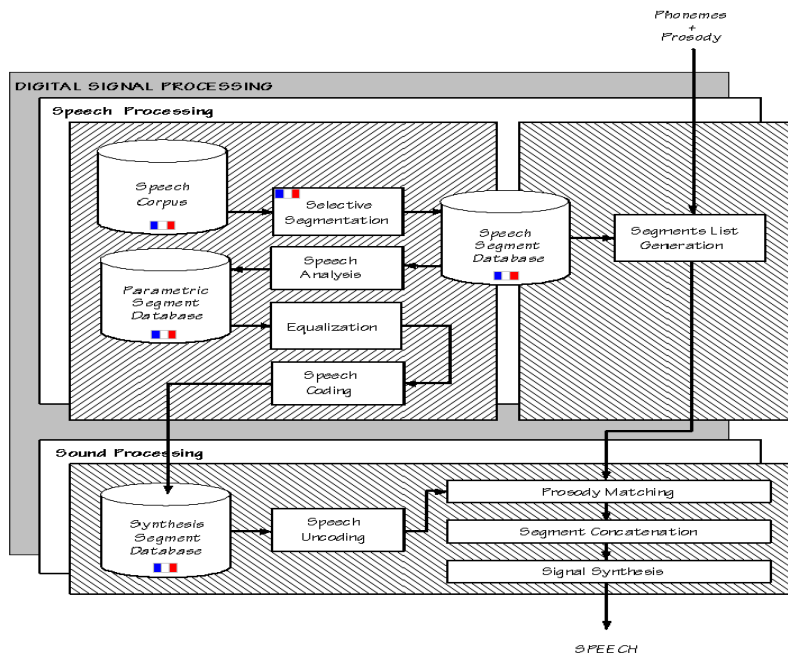 Phonemes
+
Prosody
DIGITAL SIGNAL PROCESSING
Speech Processing
Speech
Corpus
Selective
Segmentation
Speech
Segment
Database
Segments List
Generation
Speech
Analysis
Parametric
Segment
Database
Equalization
Speech
Coding
Sound Processing
Synthesis
Segment
Database
Speech
Uncoding
Prosody Matching
Segment Concatenation
Signal Synthesis
SPEECH